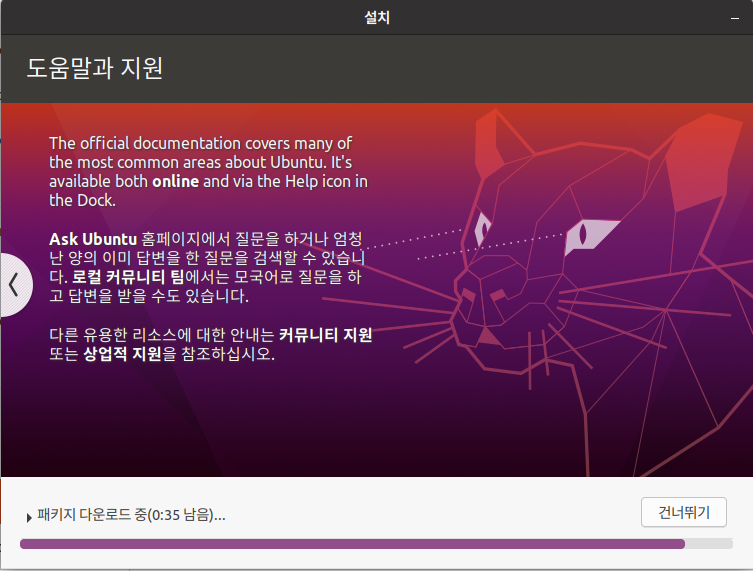 설치
도움말과 지원
The official documentation covers many of
the most common areas about Ubuntu. It's
available both online and via the Help icon in
the Dock.
Ask Ubuntu 홈페이지에서 질문을 하거나 엄청
난 양의 이미 답변을 한 질문을 검색할 수 있습니
다. 로컬 커뮤니티 팀에서는 모국어로 질문을 하
고 답변을 받을 수도 있습니다.
다른 유용한 리소스에 대한 안내는 커뮤니티 지원
또는 상업적 지원을 참조하십시오.
패키지 다운로드 중(0:35 남음)...
건너뛰기